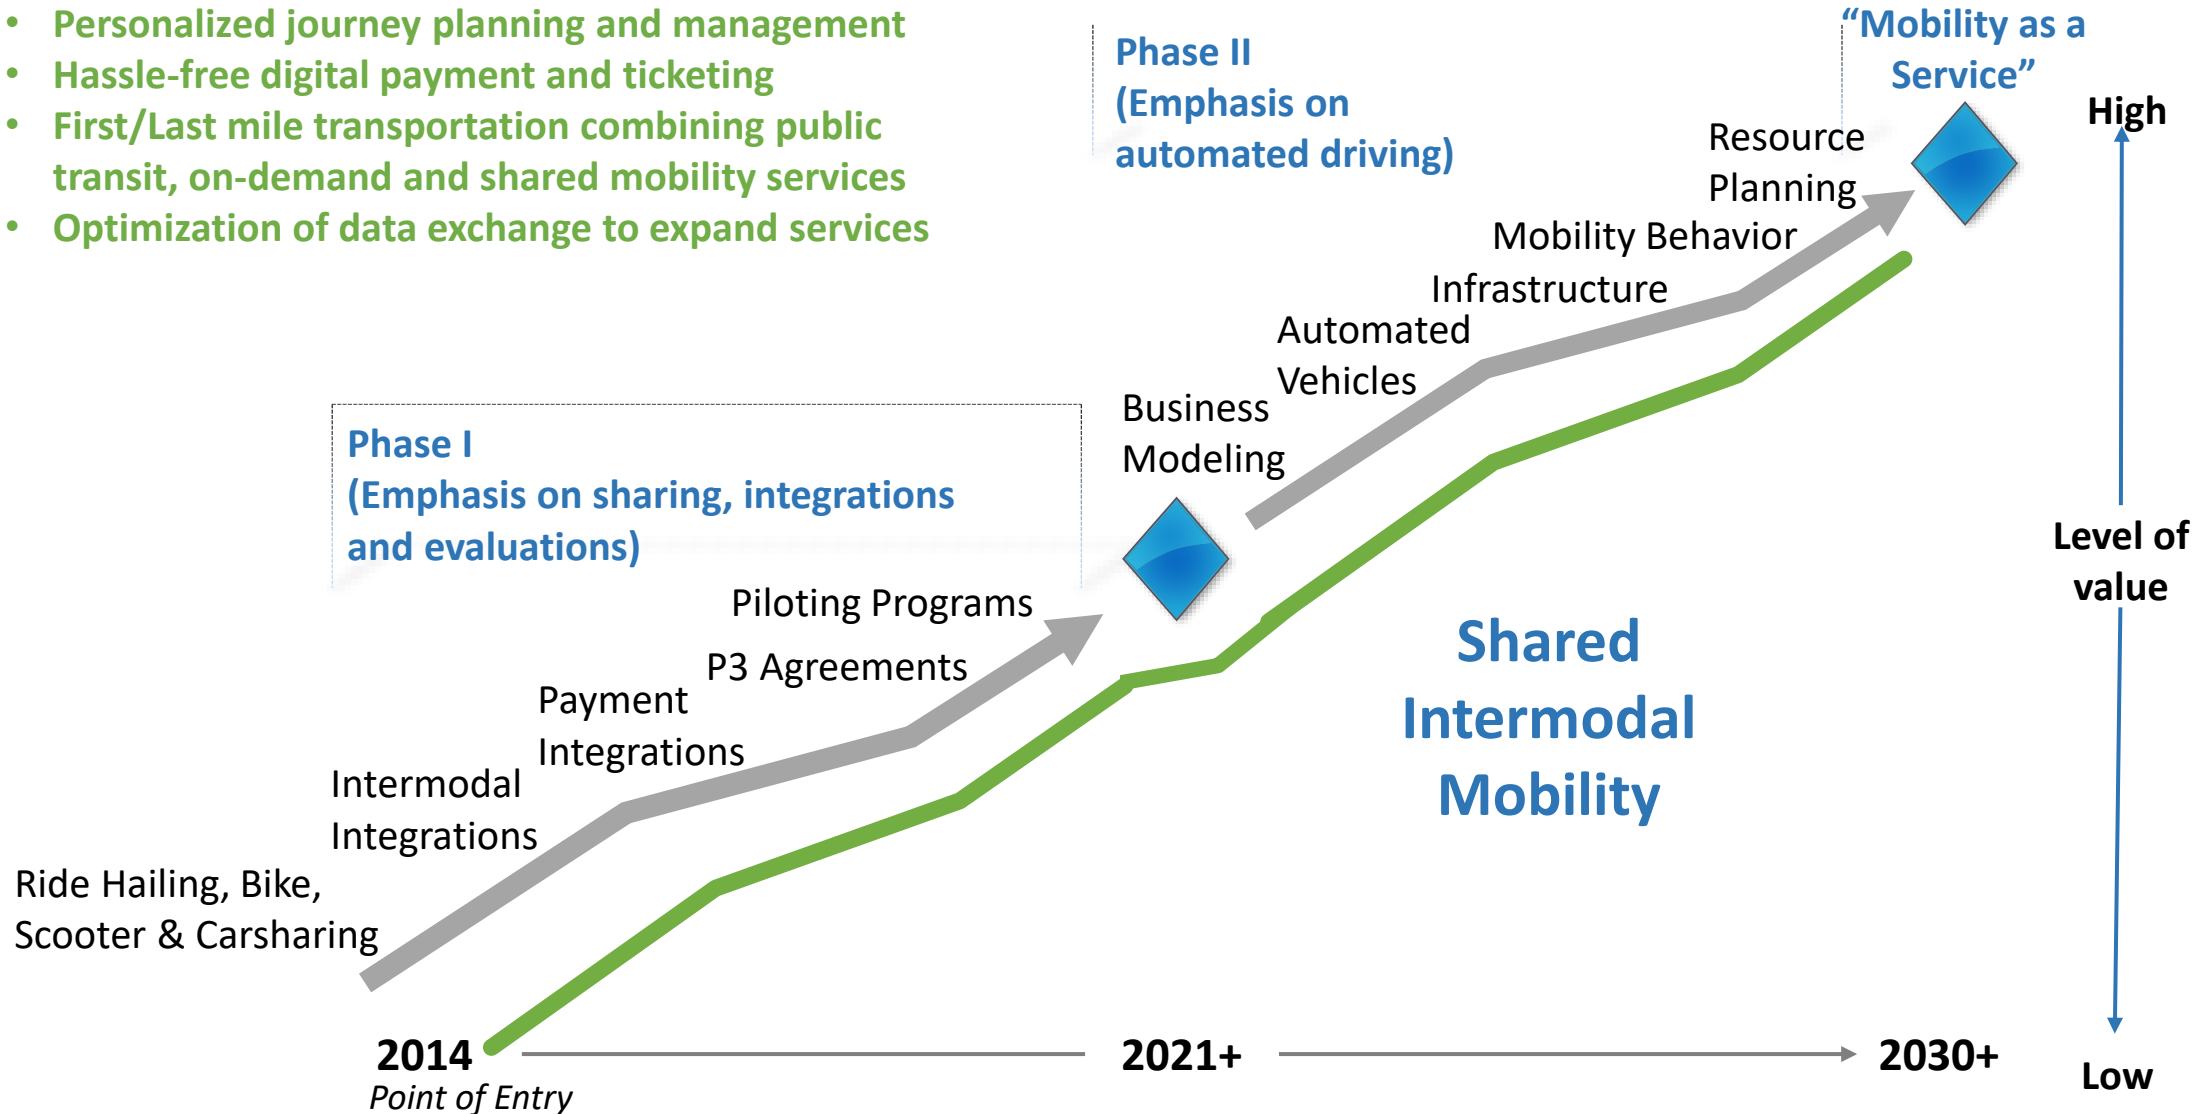 • Personalized journey planning and management
• Hassle-free digital payment and ticketing
• First/Last mile transportation combining public
transit, on-demand and shared mobility services
• Optimization of data exchange to expand services
Phase II
(Emphasis on
automated driving)
“Mobility as a
Service”
High
Resource
Planning
Mobility Behavior
Infrastructure
Automated
Vehicles
Business
Modeling
Phase I
(Emphasis on sharing, integrations
and evaluations)
Piloting Programs
P3 Agreements
Payment
Integrations
Intermodal
Integrations
Ride Hailing, Bike,
Scooter & Carsharing
Level of
value
Shared
Intermodal
Mobility
2014
Point of Entry
2021+
2030+
Low